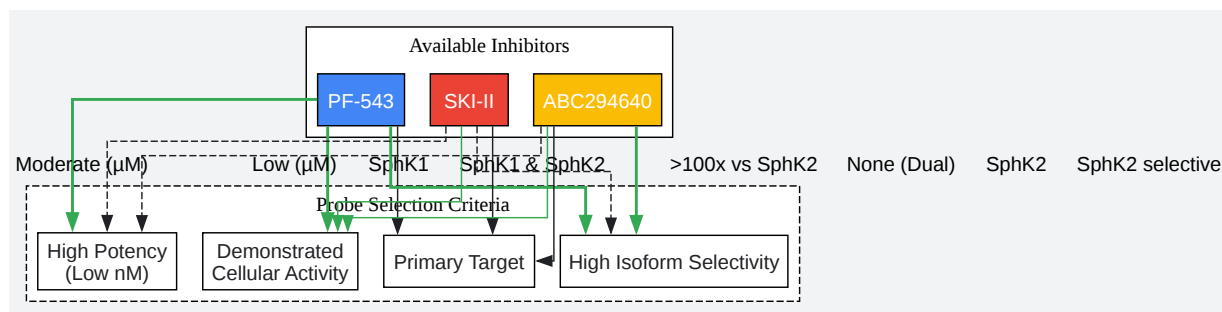 Available Inhibitors
PF-543
SKI-II
ABC294640
Moderate (µM)
Low (µM)
SphK1
SphK1 & SphK2
>100x vs SphK2
None (Dual)
SphK2
SphK2 selective
Probe Selection Criteria
High Potency
(Low nM)
Demonstrated
Cellular Activity
Primary Target
High Isoform Selectivity